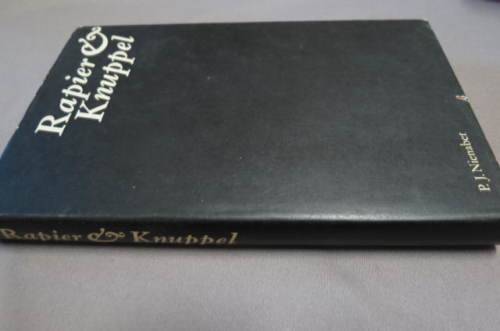 Rapier &
Knuppel
P. J. Nienaber
Rapier & Knuppel